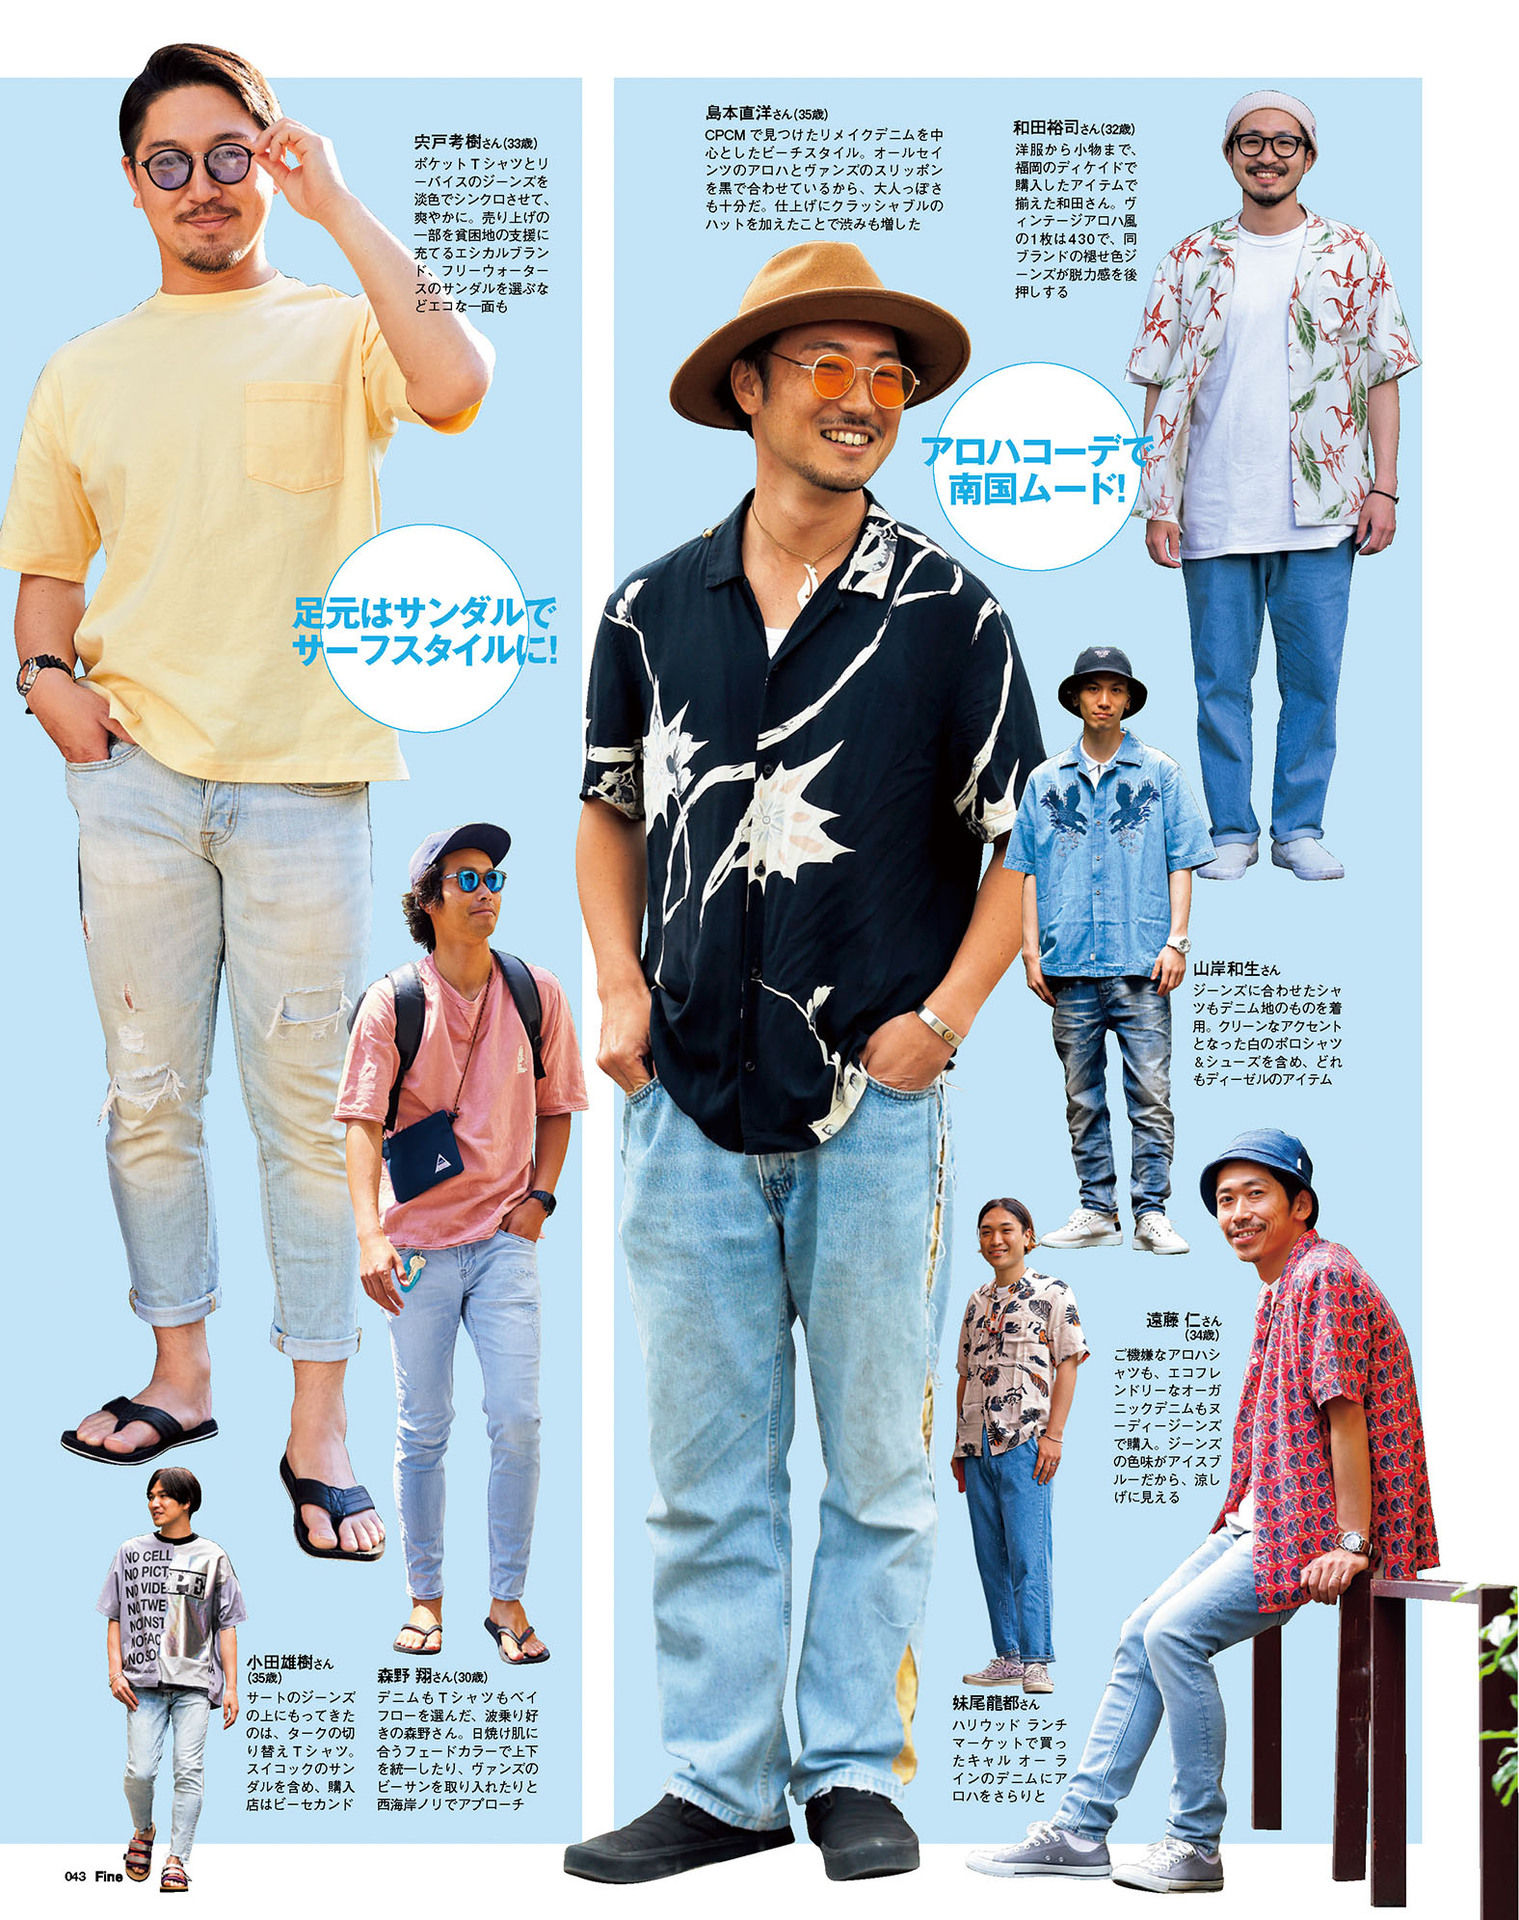 宍戸考樹さん(33歳)
ポケットTシャツとリ
ーバイスのジーンズを
淡色でシンクロさせて、
爽やかに。売り上げの
一部を貧困地の支援に
充てるエシカルブラン
ド、フリーウォーター
スのサンダルを選ぶな
どエコな一面も
足元はサンダルで
サーフスタイルに!
NO CELL
NO PICT
NO VIDE
NO TWE
NO INST
NO FAC
NO SO
小田雄樹さん
(35歳)
サートのジーンズ
の上にもってきた
のは、タークの切
り替えTシャツ。
スイコックのサン
ダルを含め、購入
店はビーセカンド
森野 翔さん(30歳)
デニムもTシャツもベイ
フローを選んだ、波乗り好
きの森野さん。日焼け肌に
合うフェードカラーで上下
を統一したり、ヴァンズの
ビーサンを取り入れたりと
西海岸ノリでアプローチ
島本直洋さん(35歳)
CPCMで見つけたリメイクデニムを中
心としたビーチスタイル。オールセイ
ンツのアロハとヴァンズのスリッポン
を黒で合わせているから、大人っぽさ
も十分だ。仕上げにクラッシャブルの
ハットを加えたことで渋みも増した
和田裕司さん(32歳)
洋服から小物まで、
福岡のディケイドで
購入したアイテムで
揃えた和田さん。ヴ
ィンテージアロハ風
の1枚は430で、同
ブランドの褪せ色ジ
ーンズが脱力感を後
押しする
アロハコーデで
南国ムード!
山岸和生さん
ジーンズに合わせたシャ
ツもデニム地のものを着
用。クリーンなアクセント
となった白のポロシャツ
&シューズを含め、どれ
もディーゼルのアイテム
遠藤 仁さん
(34歳)
ご機嫌なアロハシ
ャツも、エコフレ
ンドリーなオーガ
ニックデニムもヌ
ーディージーンズ
で購入。ジーンズ
の色味がアイスブ
ルーだから、涼し
げに見える
妹尾龍都さん
ハリウッド ランチ
マーケットで買っ
たキャル オー ラ
インのデニムにア
ロハをさらりと
043 Fine